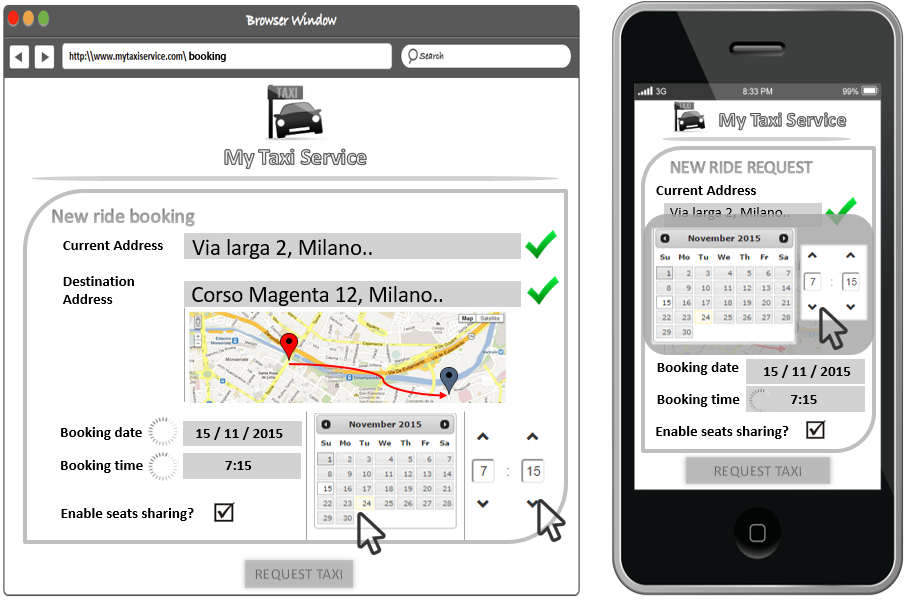 Browser Window
http:\\www.mytaxiservice.com\ booking
Search
TAXI
My Taxi Service
New ride booking
Current Address
Via larga 2, Milano..
Destination
Address
Corso Magenta 12, Milano..
Map Satellite
Booking date
15 / 11 / 2015
Booking time
7:15
Enable seats sharing?
November 2015
Su Mo Tu We Th Fr Sa
1 2 3 4 5 6 7
8 9 10 11 12 13 14
15 16 17 18 19 20 21
22 23 24 25 26 27 28
29 30
7 : 15
REQUEST TAXI
3G 8:33 PM 99%
TAXI
My Taxi Service
NEW RIDE REQUEST
Current Address
Via larga 2, Milano..
November 2015
Su Mo Tu We Th Fr Sa
1 2 3 4 5 6 7
8 9 10 11 12 13 14
15 16 17 18 19 20 21
22 23 24 25 26 27 28
29 30
7 : 15
Booking date
15 / 11 / 2015
Booking time
7:15
Enable seats sharing?
REQUEST TAXI